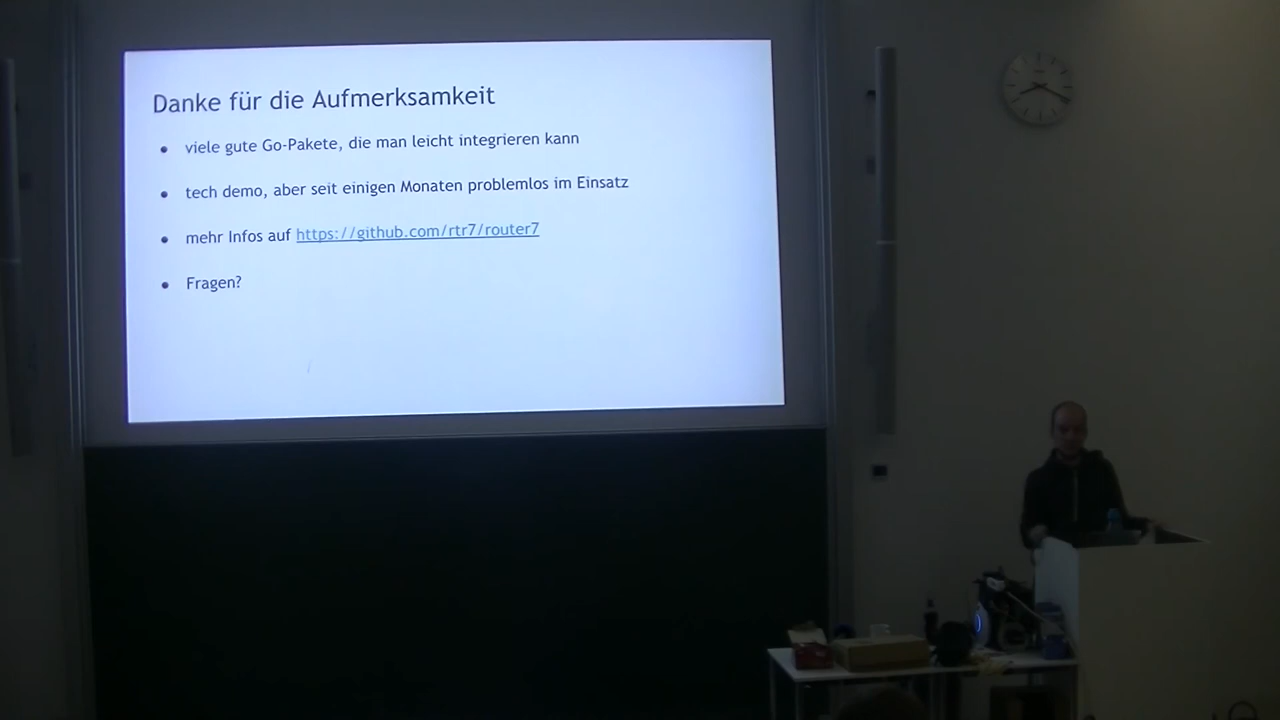 Danke für die Aufmerksamkeit
viele gute Go-Pakete, die man leicht integrieren kann
tech demo, aber seit einigen Monaten problemlos im Einsatz
mehr Infos auf https://github.com/rtr7/router7
Fragen?